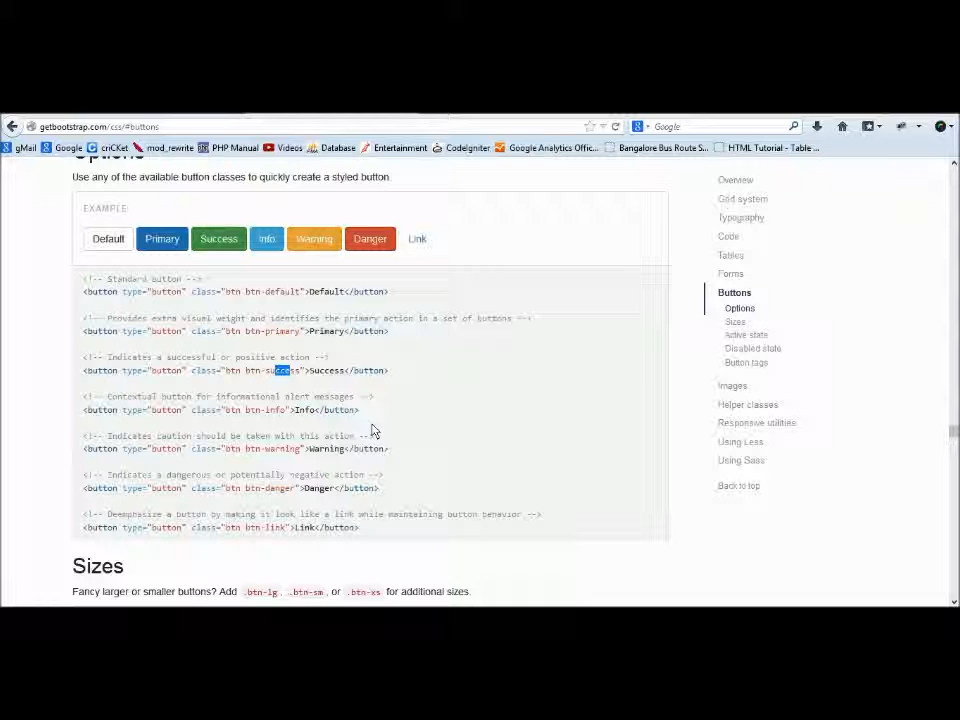 getbootstrap.com/css/#buttons
Google
gMail Google criCKet mod_rewrite PHP Manual Videos Database Entertainment CodeIgniter Google Analytics Offic... Bangalore Bus Route S... HTML Tutorial - Table ...
Options
Use any of the available button classes to quickly create a styled button.
EXAMPLE
Default Primary Success Info Warning Danger Link
<!-- Standard button -->
<button type="button" class="btn btn-default">Default</button>
<!-- Provides extra visual weight and identifies the primary action in a set of buttons -->
<button type="button" class="btn btn-primary">Primary</button>
<!-- Indicates a successful or positive action -->
<button type="button" class="btn btn-success">Success</button>
<!-- Contextual button for informational alert messages -->
<button type="button" class="btn btn-info">Info</button>
<!-- Indicates caution should be taken with this action -->
<button type="button" class="btn btn-warning">Warning</button>
<!-- Indicates a dangerous or potentially negative action -->
<button type="button" class="btn btn-danger">Danger</button>
<!-- Deemphasize a button by making it look like a link while maintaining button behavior -->
<button type="button" class="btn btn-link">Link</button>
Sizes
Fancy larger or smaller buttons? Add .btn-lg, .btn-sm, or .btn-xs for additional sizes.
Overview
Grid system
Typography
Code
Tables
Forms
Buttons
Options
Sizes
Active state
Disabled state
Button tags
Images
Helper classes
Responsive utilities
Using Less
Using Sass
Back to top